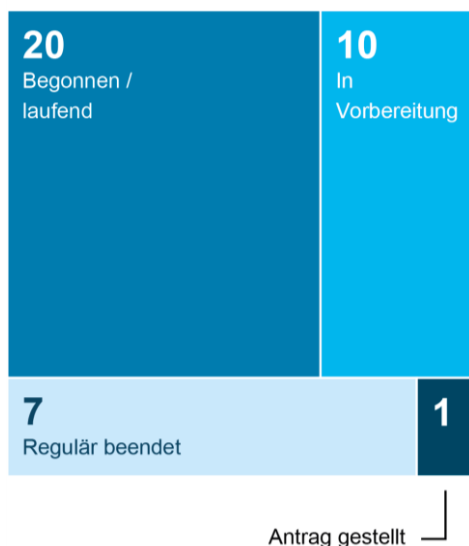 20
Begonnen /
laufend
10
In
Vorbereitung
7
Regulär beendet
1
Antrag gestellt